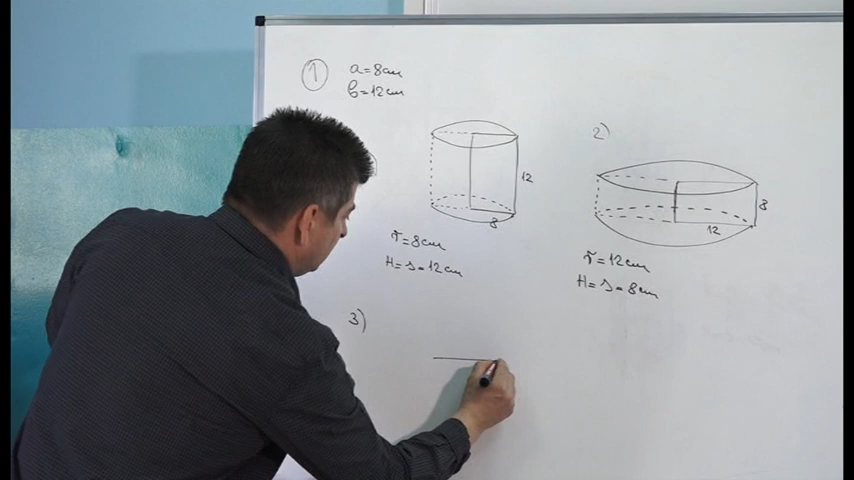 1
a=8cm
b=12cm
)
12
8
r=8cm
H=s=12cm
2)
8
12
r=12cm
H=s=8cm
3)